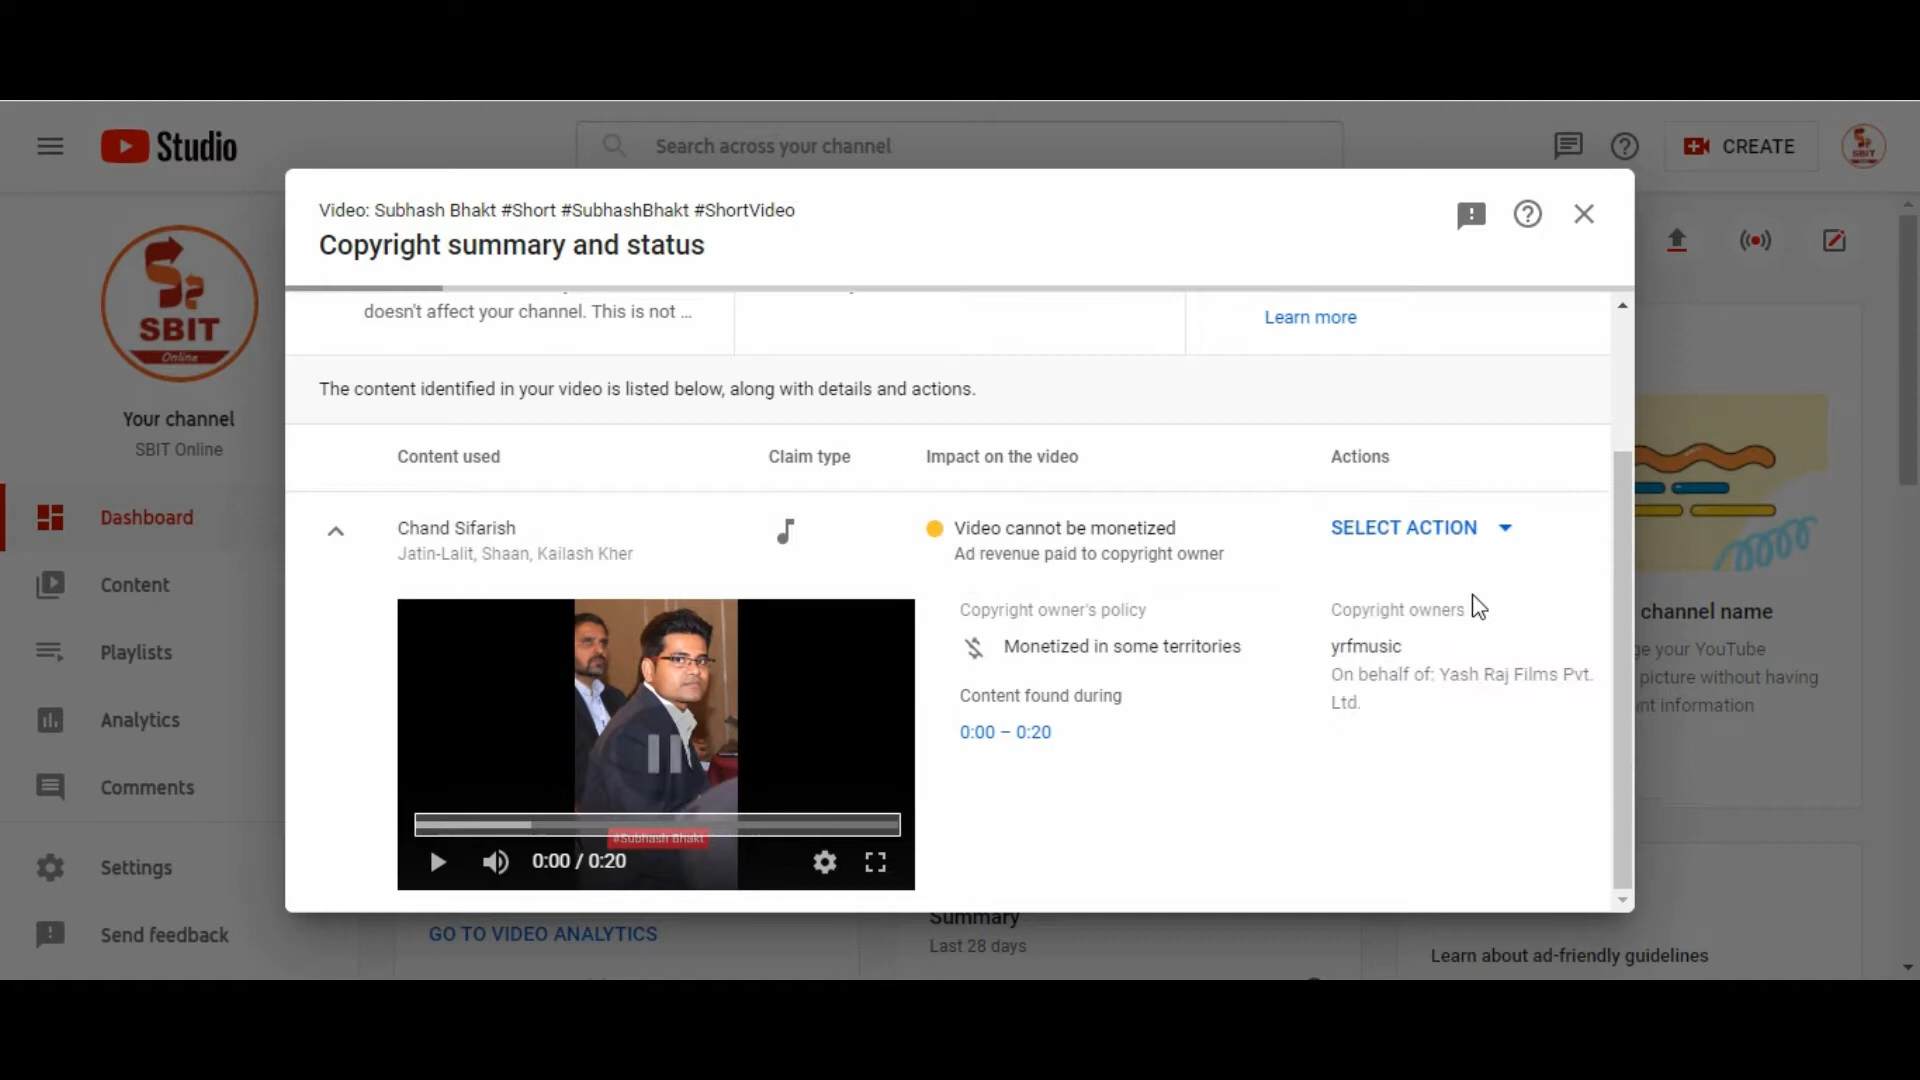 Studio
Search across your channel
CREATE
SBIT
SBIT
Online
Your channel
SBIT Online
Dashboard
Content
Playlists
Analytics
Comments
Settings
Send feedback
Video: Subhash Bhakt #Short #SubhashBhakt #ShortVideo
Copyright summary and status
doesn't affect your channel. This is not ...
Learn more
The content identified in your video is listed below, along with details and actions.
Content used
Claim type
Impact on the video
Actions
Chand Sifarish
Jatin-Lalit, Shaan, Kailash Kher
Video cannot be monetized
Ad revenue paid to copyright owner
SELECT ACTION
Copyright owner's policy
Monetized in some territories
Content found during
0:00 – 0:20
Copyright owners
yrfmusic
On behalf of: Yash Raj Films Pvt.
Ltd.
#Subhash Bhakt
0:00 / 0:20
channel name
your YouTube
picture without having
information
GO TO VIDEO ANALYTICS
Summary
Last 28 days
Learn about ad-friendly guidelines